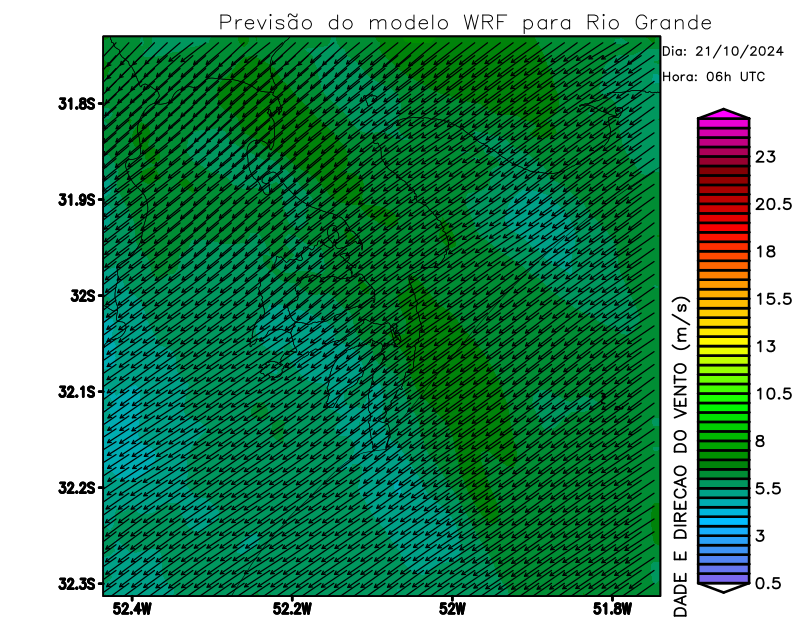 Previsão do modelo WRF para Rio Grande
Dia: 21/10/2024
Hora: 06h UTC
31.8S
31.9S
32S
32.1S
32.2S
32.3S
52.4W
52.2W
52W
51.8W
DADE E DIRECAO DO VENTO (m/s)
23
20.5
18
15.5
13
10.5
8
5.5
3
0.5